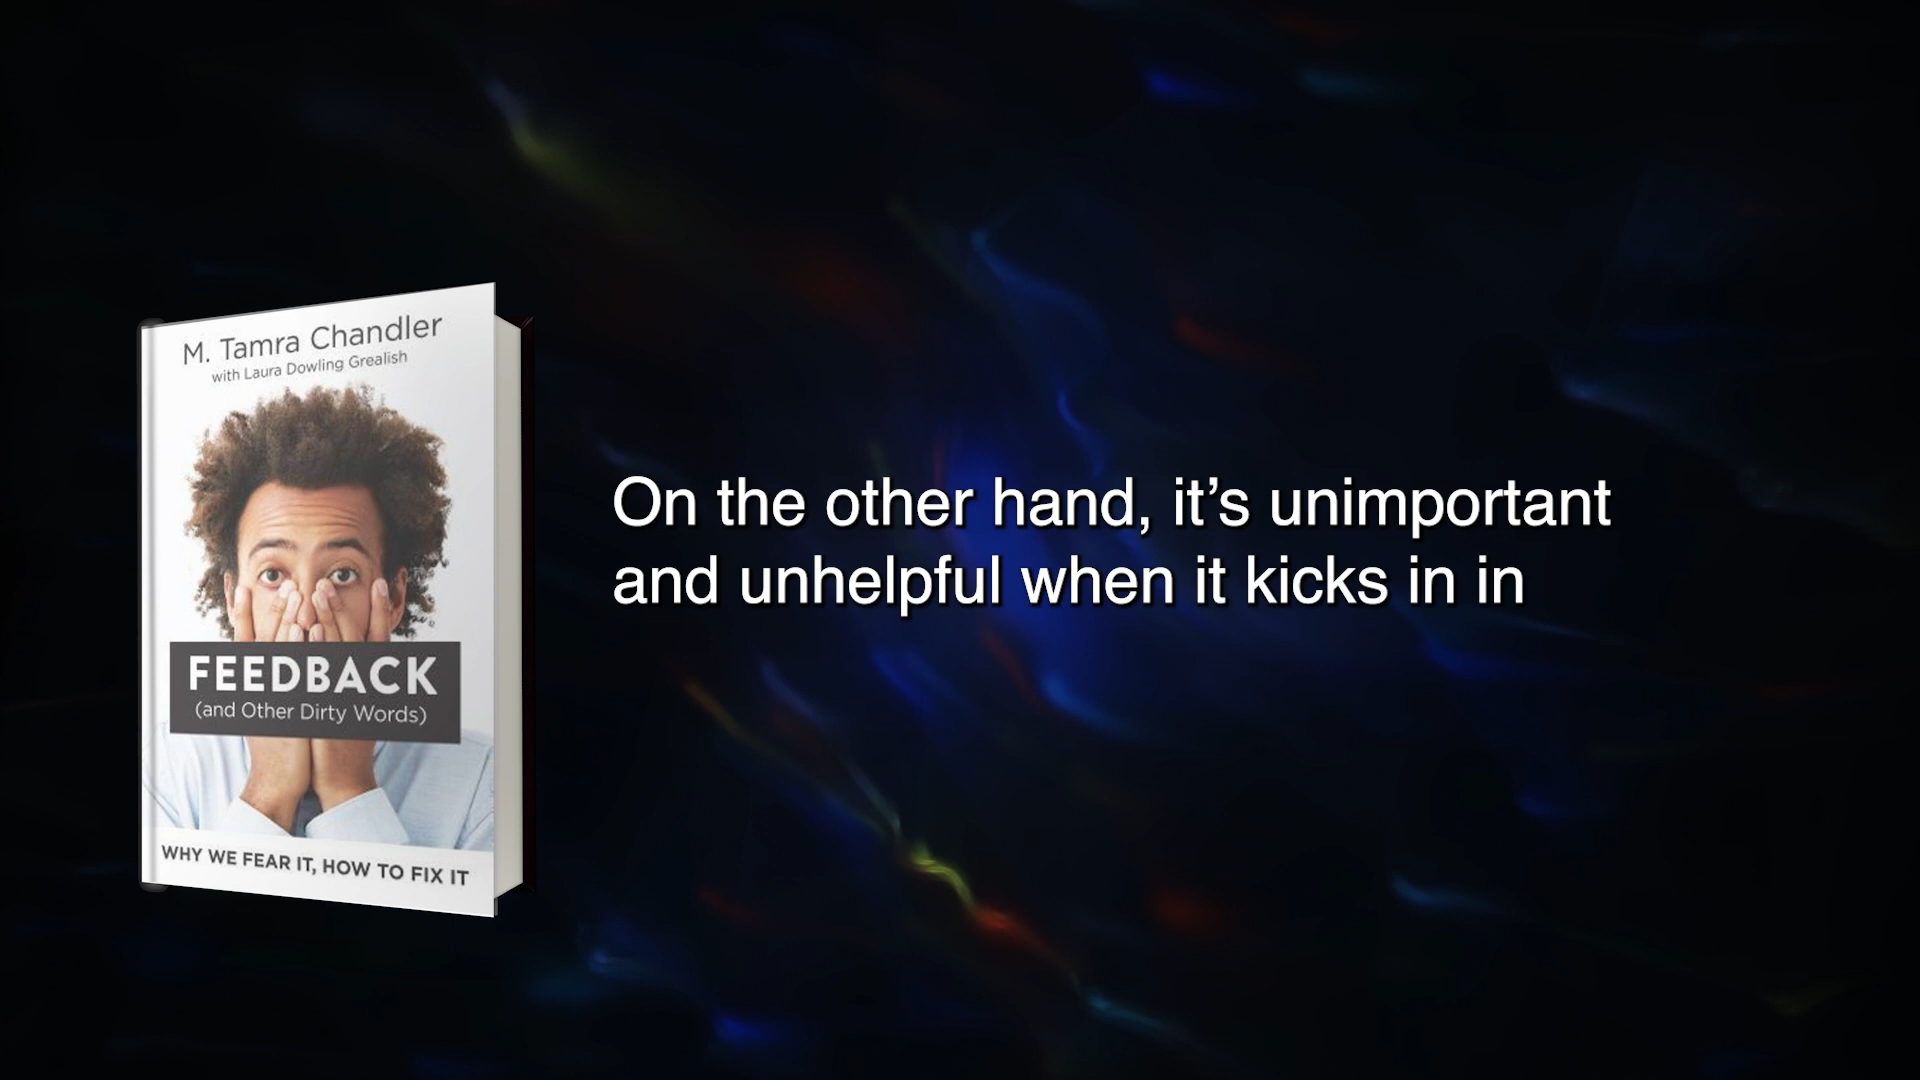 M. Tamra Chandler
with Laura Dowling Grealish
FEEDBACK
(and Other Dirty Words)
WHY WE FEAR IT, HOW TO FIX IT
On the other hand, it’s unimportant
and unhelpful when it kicks in in